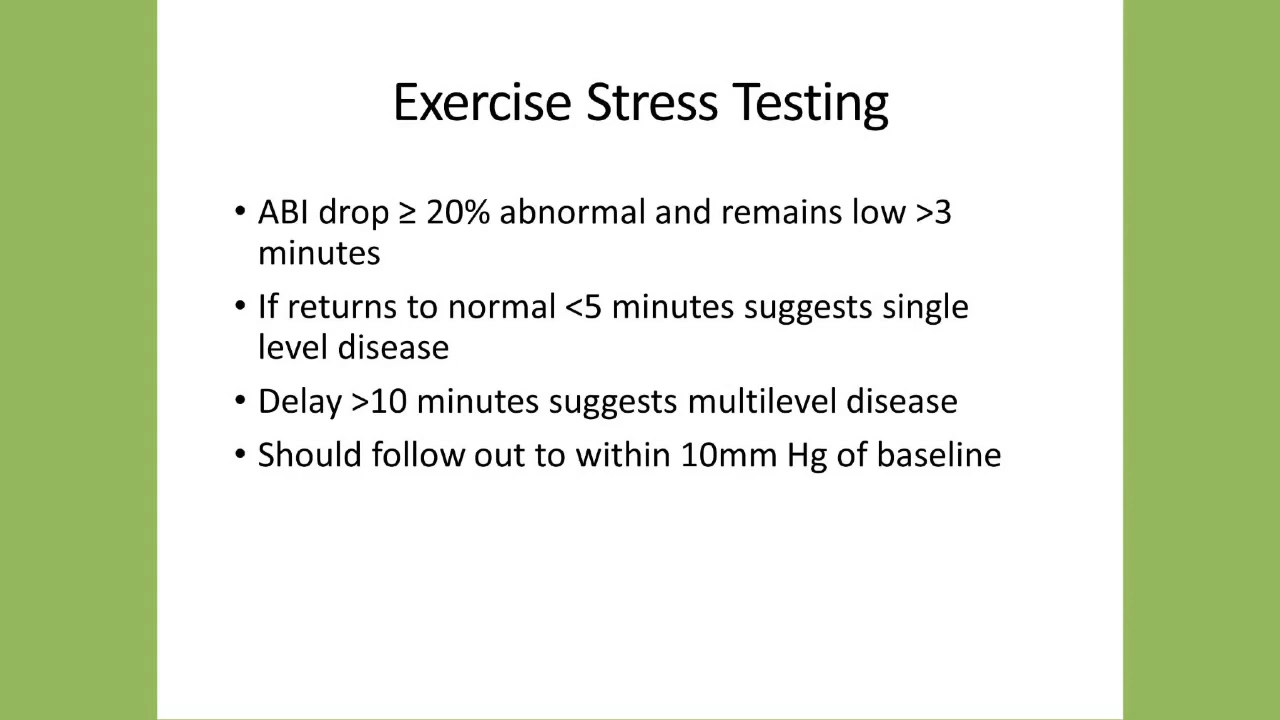 Exercise Stress Testing
• ABI drop ≥ 20% abnormal and remains low >3
minutes
• If returns to normal <5 minutes suggests single
level disease
• Delay >10 minutes suggests multilevel disease
• Should follow out to within 10mm Hg of baseline